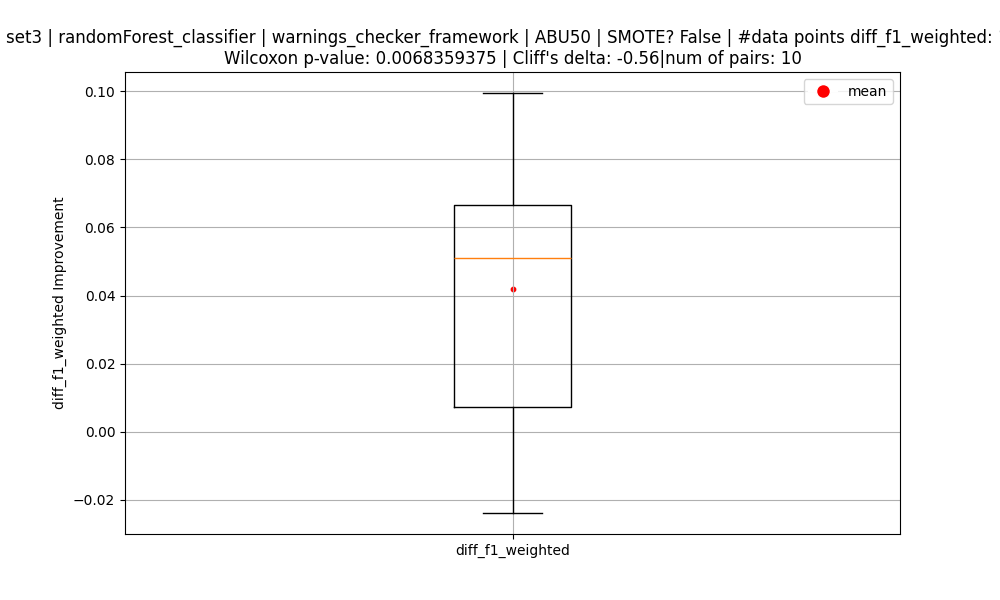 set3 | randomForest_classifier | warnings_checker_framework | ABU50 | SMOTE? False | #data points diff_f1_weighted:
Wilcoxon p-value: 0.0068359375 | Cliff's delta: -0.56|num of pairs: 10
mean
0.10
0.08
0.06
0.04
0.02
0.00
−0.02
diff_f1_weighted Improvement
diff_f1_weighted